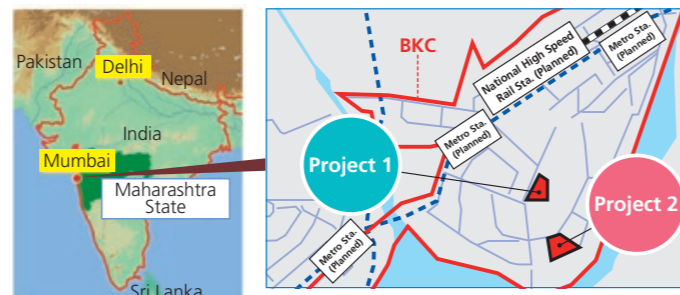 Pakistan
Delhi
Nepal
India
Mumbai
Maharashtra
State
Sri Lanka
BKC
National High Speed
Rail Sta. (Planned)
Metro Sta.
(Planned)
Metro Sta.
(Planned)
Project 1
Project 2
Metro Sta.
(Planned)